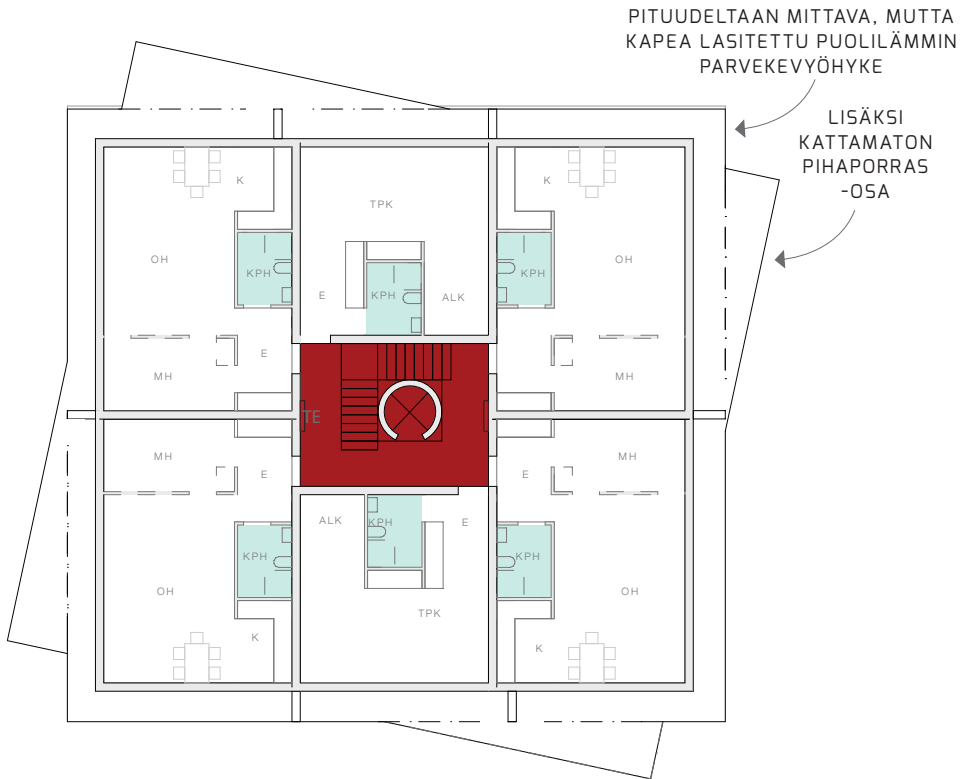 PITUUDELTAAN MITTAVA, MUTTA
KAPEA LASITETTU PUOLILÄMMIN
PARVEKEVYÖHYKE
LISÄKSI
KATTAMATON
PIHAPORRAS
-OSA
K
TPK
K
OH
KPH
E
KPH
ALK
KPH
OH
E
E
MH
MH
TE
MH
E
E
MH
ALK
KPH
E
KPH
KPH
OH
TPK
OH
K
K